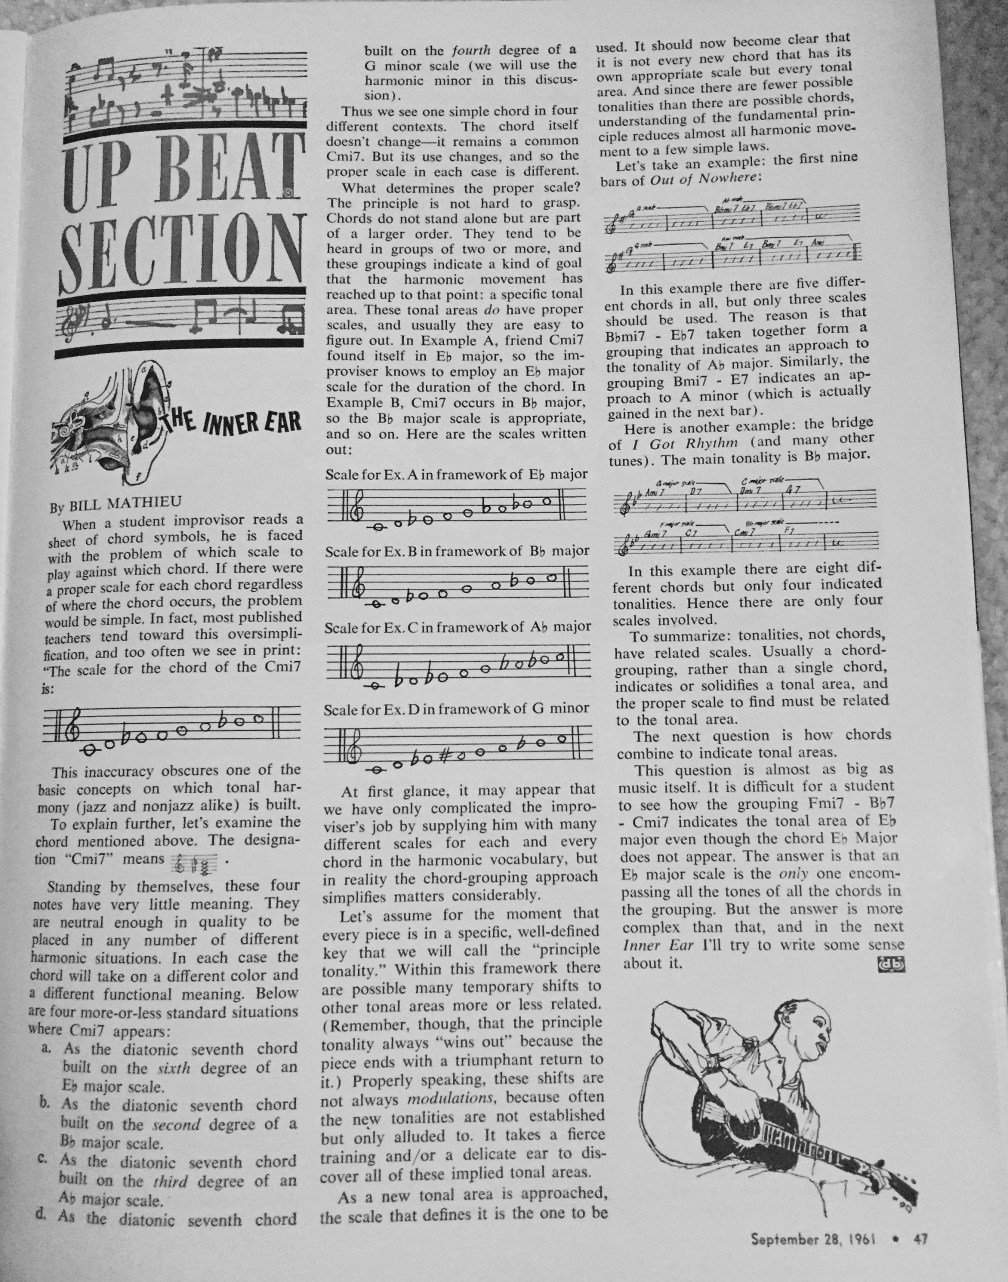 UP BEAT
SECTION
THE INNER EAR
By BILL MATHIEU
When a student improvisor reads a
sheet of chord symbols, he is faced
with the problem of which scale to
play against which chord. If there were
a proper scale for each chord regardless
of where the chord occurs, the problem
would be simple. In fact, most published
teachers tend toward this oversimpli-
fication, and too often we see in print:
"The scale for the chord of the Cmi7
is:
This inaccuracy obscures one of the
basic concepts on which tonal har-
mony (jazz and nonjazz alike) is built.
To explain further, let's examine the
chord mentioned above. The designa-
tion "Cmi7" means .
Standing by themselves, these four
notes have very little meaning. They
are neutral enough in quality to be
placed in any number of different
harmonic situations. In each case the
chord will take on a different color and
a different functional meaning. Below
are four more-or-less standard situations
where Cmi7 appears:
a. As the diatonic seventh chord
built on the sixth degree of an
E♭ major scale.
b. As the diatonic seventh chord
built on the second degree of a
B♭ major scale.
c. As the diatonic seventh chord
built on the third degree of an
A♭ major scale.
d. As the diatonic seventh chord
built on the fourth degree of a
G minor scale (we will use the
harmonic minor in this discus-
sion).
Thus we see one simple chord in four
different contexts. The chord itself
doesn't change—it remains a common
Cmi7. But its use changes, and so the
proper scale in each case is different.
What determines the proper scale?
The principle is not hard to grasp.
Chords do not stand alone but are part
of a larger order. They tend to be
heard in groups of two or more, and
these groupings indicate a kind of goal
that the harmonic movement has
reached up to that point: a specific tonal
area. These tonal areas do have proper
scales, and usually they are easy to
figure out. In Example A, friend Cmi7
found itself in E♭ major, so the im-
proviser knows to employ an E♭ major
scale for the duration of the chord. In
Example B, Cmi7 occurs in B♭ major,
so the B♭ major scale is appropriate,
and so on. Here are the scales written
out:
Scale for Ex. A in framework of E♭ major
Scale for Ex. B in framework of B♭ major
Scale for Ex. C in framework of A♭ major
Scale for Ex. D in framework of G minor
At first glance, it may appear that
we have only complicated the impro-
viser's job by supplying him with many
different scales for each and every
chord in the harmonic vocabulary, but
in reality the chord-grouping approach
simplifies matters considerably.
Let's assume for the moment that
every piece is in a specific, well-defined
key that we will call the "principle
tonality." Within this framework there
are possible many temporary shifts to
other tonal areas more or less related.
(Remember, though, that the principle
tonality always "wins out" because the
piece ends with a triumphant return to
it.) Properly speaking, these shifts are
not always modulations, because often
the new tonalities are not established
but only alluded to. It takes a fierce
training and/or a delicate ear to dis-
cover all of these implied tonal areas.
As a new tonal area is approached,
the scale that defines it is the one to be
used. It should now become clear that
it is not every new chord that has its
own appropriate scale but every tonal
area. And since there are fewer possible
tonalities than there are possible chords,
understanding of the fundamental prin-
ciple reduces almost all harmonic move-
ment to a few simple laws.
Let's take an example: the first nine
bars of Out of Nowhere:
B♭mi7 E♭7 B♭mi7 E♭7
Bmi7 E7 Bmi7 E7 Ami
In this example there are five differ-
ent chords in all, but only three scales
should be used. The reason is that
B♭mi7 - E♭7 taken together form a
grouping that indicates an approach to
the tonality of A♭ major. Similarly, the
grouping Bmi7 - E7 indicates an ap-
proach to A minor (which is actually
gained in the next bar).
Here is another example: the bridge
of I Got Rhythm (and many other
tunes). The main tonality is B♭ major.
G major scale C major scale
Ami7 D7 Dmi7 G7
F major scale B♭ major scale
Gmi7 C7 Cmi7 F7
In this example there are eight dif-
ferent chords but only four indicated
tonalities. Hence there are only four
scales involved.
To summarize: tonalities, not chords,
have related scales. Usually a chord-
grouping, rather than a single chord,
indicates or solidifies a tonal area, and
the proper scale to find must be related
to the tonal area.
The next question is how chords
combine to indicate tonal areas.
This question is almost as big as
music itself. It is difficult for a student
to see how the grouping Fmi7 - B♭7
- Cmi7 indicates the tonal area of E♭
major even though the chord E♭ Major
does not appear. The answer is that an
E♭ major scale is the only one encom-
passing all the tones of all the chords in
the grouping. But the answer is more
complex than that, and in the next
Inner Ear I'll try to write some sense
about it.
db
September 28, 1961 • 47